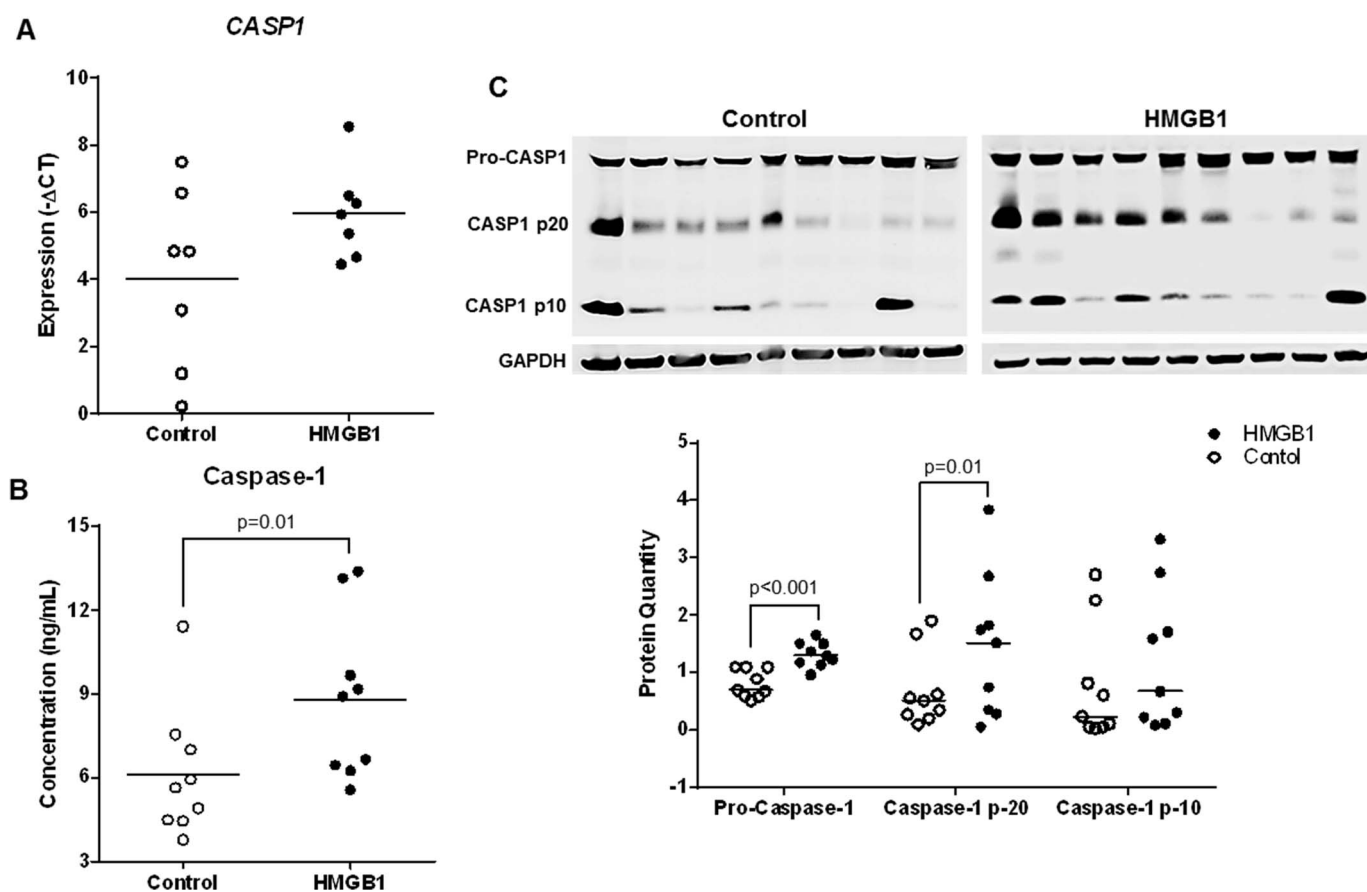 A
CASP1
Expression (-ΔCT)
10
8
6
4
2
0
Control
HMGB1
B
Caspase-1
p=0.01
Concentration (ng/mL)
15
12
9
6
3
Control
HMGB1
C
Control
HMGB1
Pro-CASP1
CASP1 p20
CASP1 p10
GAPDH
HMGB1
Contol
Protein Quantity
5
4
3
2
1
0
-1
p<0.001
p=0.01
Pro-Caspase-1
Caspase-1 p-20
Caspase-1 p-10